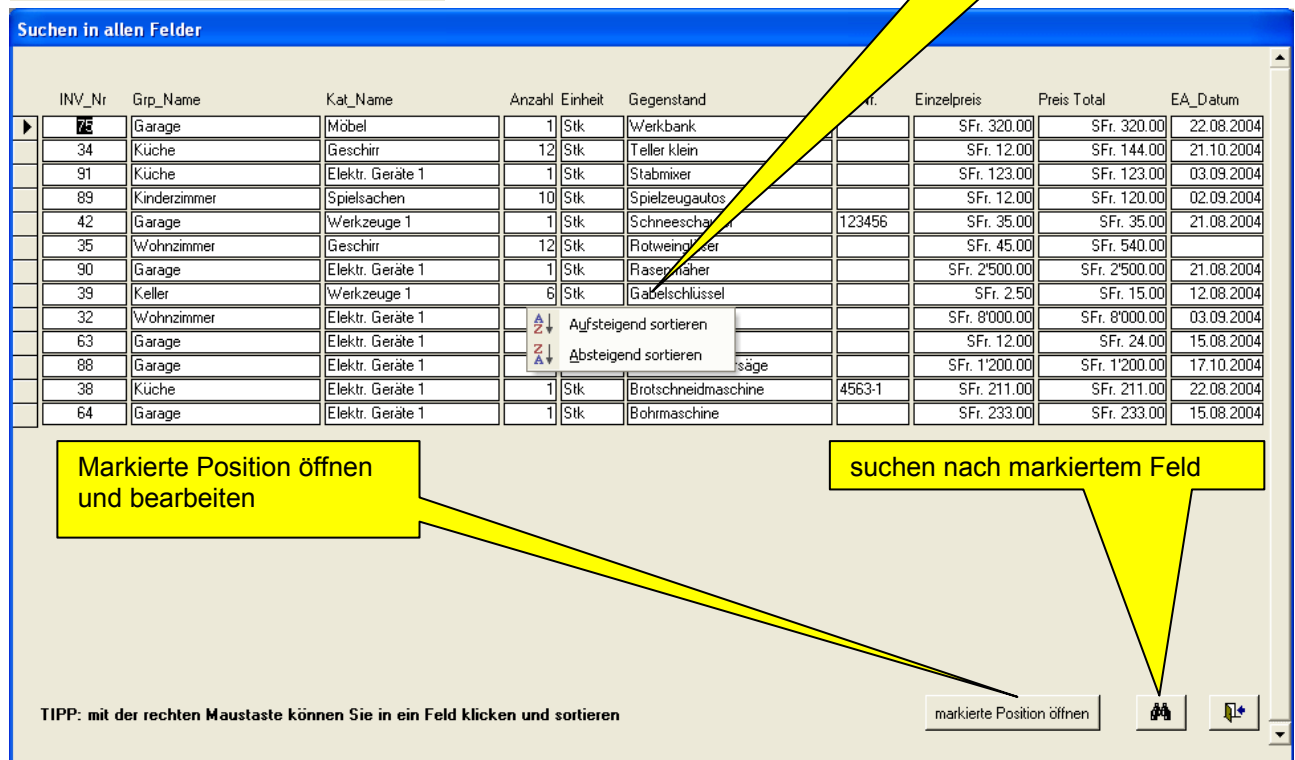 Suchen in allen Felder
INV_Nr Grp_Name Kat_Name Anzahl Einheit Gegenstand Einzelpreis Preis Total EA_Datum
75 Garage Möbel 1 Stk Werkbank SFr. 320.00 SFr. 320.00 22.08.2004
34 Küche Geschirr 12 Stk Teller klein SFr. 12.00 SFr. 144.00 21.10.2004
91 Küche Elektr. Geräte 1 1 Stk Stabmixer SFr. 123.00 SFr. 123.00 03.09.2004
89 Kinderzimmer Spielsachen 10 Stk Spielzeugautos SFr. 12.00 SFr. 120.00 02.09.2004
42 Garage Werkzeuge 1 1 Stk 123456 SFr. 35.00 SFr. 35.00 21.08.2004
35 Wohnzimmer Geschirr 12 Stk SFr. 45.00 SFr. 540.00
90 Garage Elektr. Geräte 1 1 Stk SFr. 2'500.00 SFr. 2'500.00 21.08.2004
39 Keller Werkzeuge 1 6 Stk Gabelschlüssel SFr. 2.50 SFr. 15.00 12.08.2004
32 Wohnzimmer Elektr. Geräte 1 SFr. 8'000.00 SFr. 8'000.00 03.09.2004
Aufsteigend sortieren
63 Garage Elektr. Geräte 1 SFr. 12.00 SFr. 24.00 15.08.2004
Absteigend sortieren
88 Garage Elektr. Geräte 1 SFr. 1'200.00 SFr. 1'200.00 17.10.2004
38 Küche Elektr. Geräte 1 1 Stk Brotschneidmaschine 4563-1 SFr. 211.00 SFr. 211.00 22.08.2004
64 Garage Elektr. Geräte 1 1 Stk Bohrmaschine SFr. 233.00 SFr. 233.00 15.08.2004
Markierte Position öffnen
und bearbeiten
suchen nach markiertem Feld
TIPP: mit der rechten Maustaste können Sie in ein Feld klicken und sortieren
markierte Position öffnen